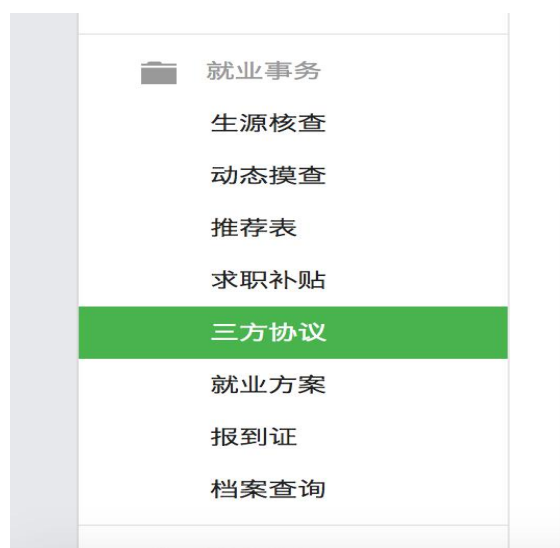 就业事务
生源核查
动态摸查
推荐表
求职补贴
三方协议
就业方案
报到证
档案查询